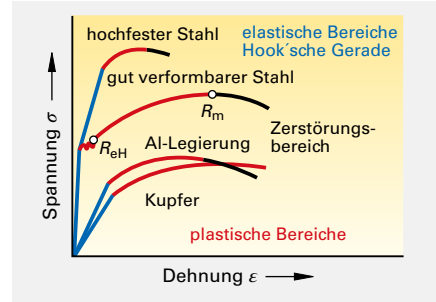 hochfester Stahl
elastische Bereiche
Hook´sche Gerade
gut verformbarer Stahl
Rm
ReH
Al-Legierung
Zerstörungs-
bereich
Kupfer
plastische Bereiche
Spannung σ
Dehnung ε